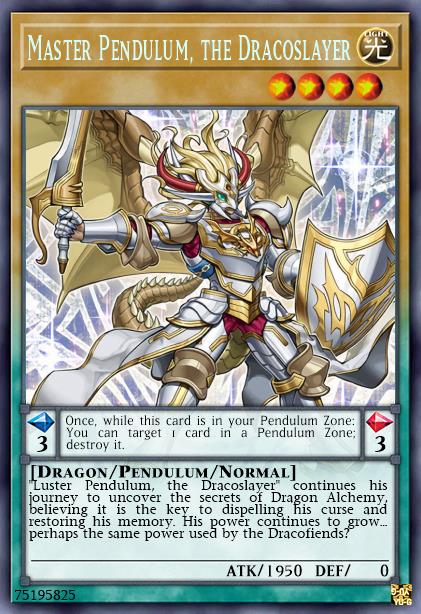 MASTER PENDULUM, THE DRACOSLAYER
LIGHT
光
Once, while this card is in your Pendulum Zone:
You can target 1 card in a Pendulum Zone;
destroy it.
3
3
[DRAGON/PENDULUM/NORMAL]
"Luster Pendulum, the Dracoslayer" continues his
journey to uncover the secrets of Dragon Alchemy,
believing it is the key to dispelling his curse and
restoring his memory. His power continues to grow...
perhaps the same power used by the Dracofiends?
ATK/1950 DEF/ 0
75195825